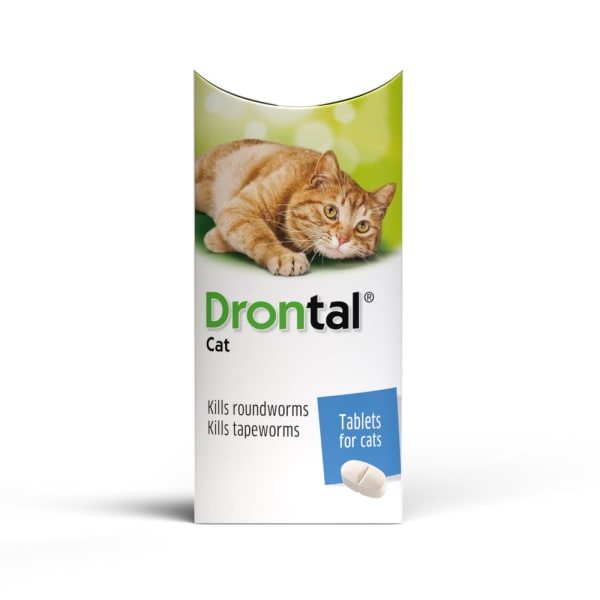 Drontal®
Cat
Kills roundworms
Kills tapeworms
Tablets
for cats